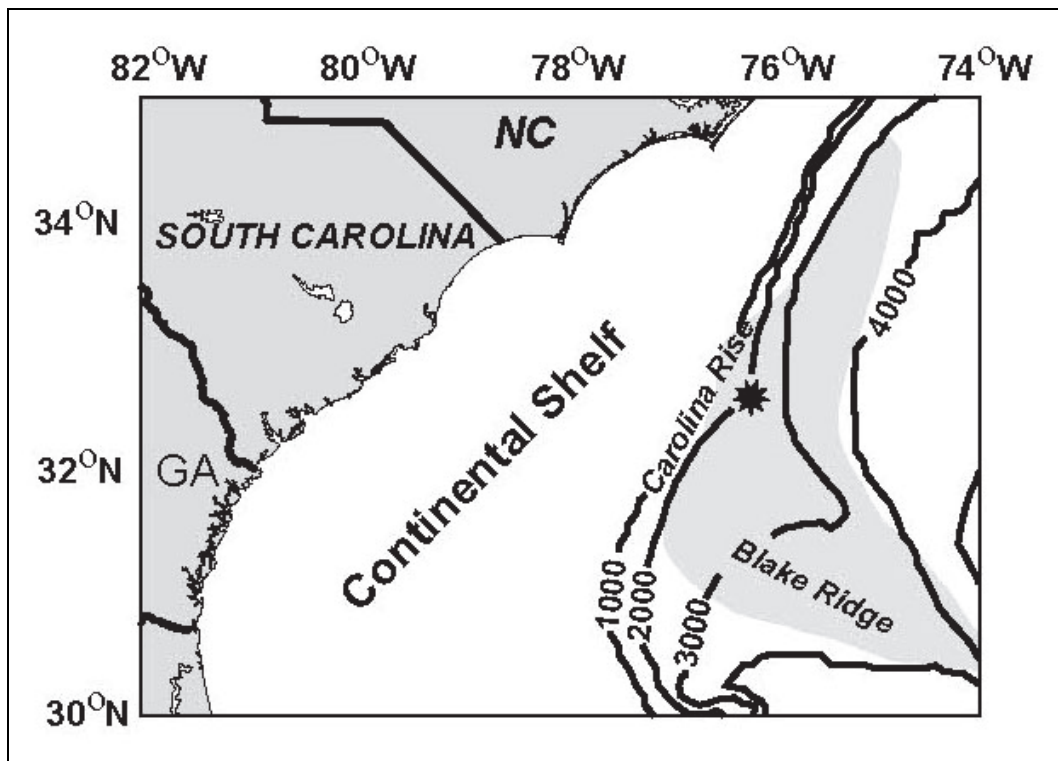 82°W 80°W 78°W 76°W 74°W
NC
34°N
SOUTH CAROLINA
4000
Carolina Rise
Continental Shelf
32°N
GA
Blake Ridge
1000
2000
3000
30°N